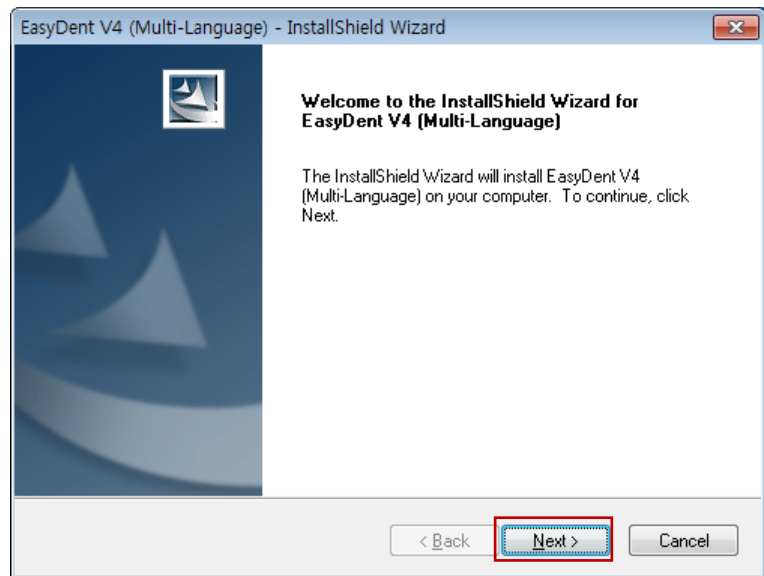 EasyDent V4 (Multi-Language) - InstallShield Wizard
Welcome to the InstallShield Wizard for
EasyDent V4 (Multi-Language)
The InstallShield Wizard will install EasyDent V4
(Multi-Language) on your computer. To continue, click
Next.
< Back Next > Cancel